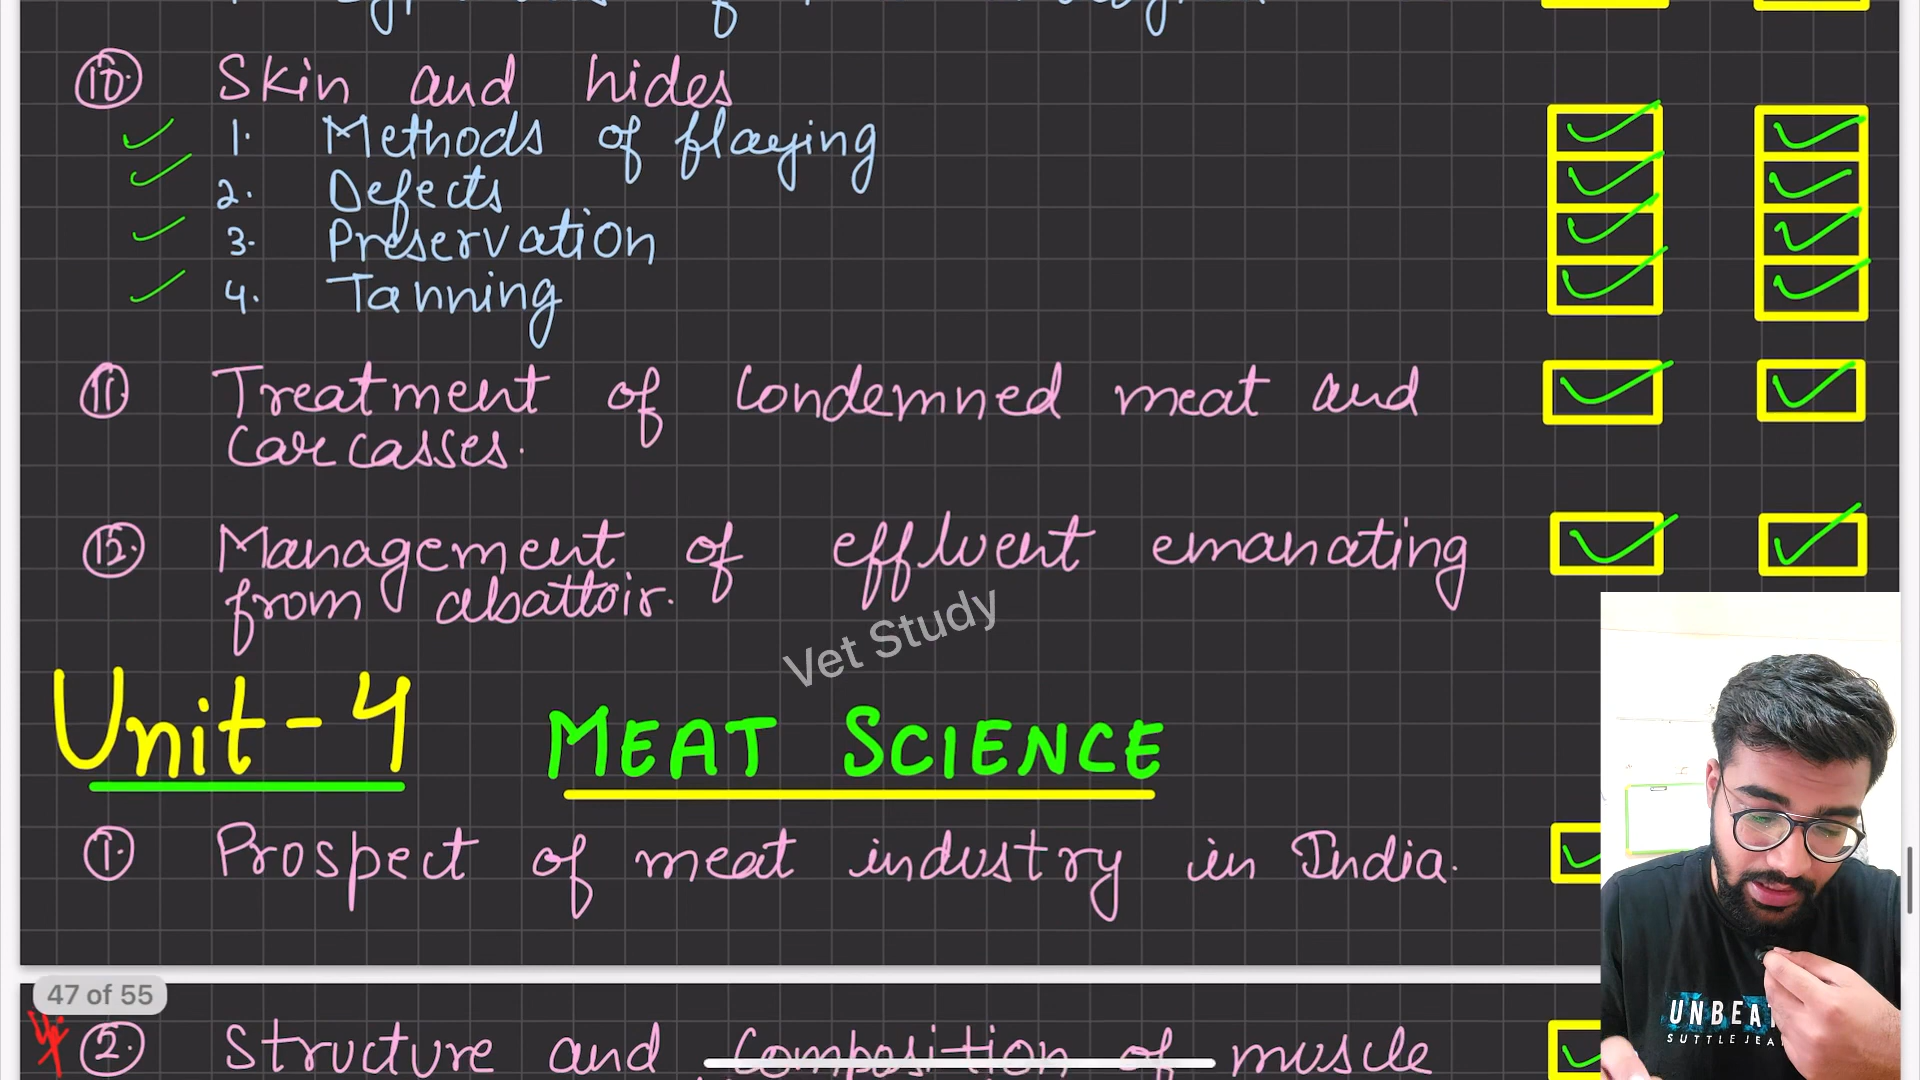 10. Skin and hides
1. Methods of flaying
2. Defects
3. Preservation
4. Tanning
11. Treatment of condemned meat and
carcasses.
12. Management of effluent emanating
from abattoir.
Vet Study
Unit-4 MEAT SCIENCE
1. Prospect of meat industry in India.
47 of 55
2. Structure and composition of muscle
UNBEAT
SUTTLE JEA